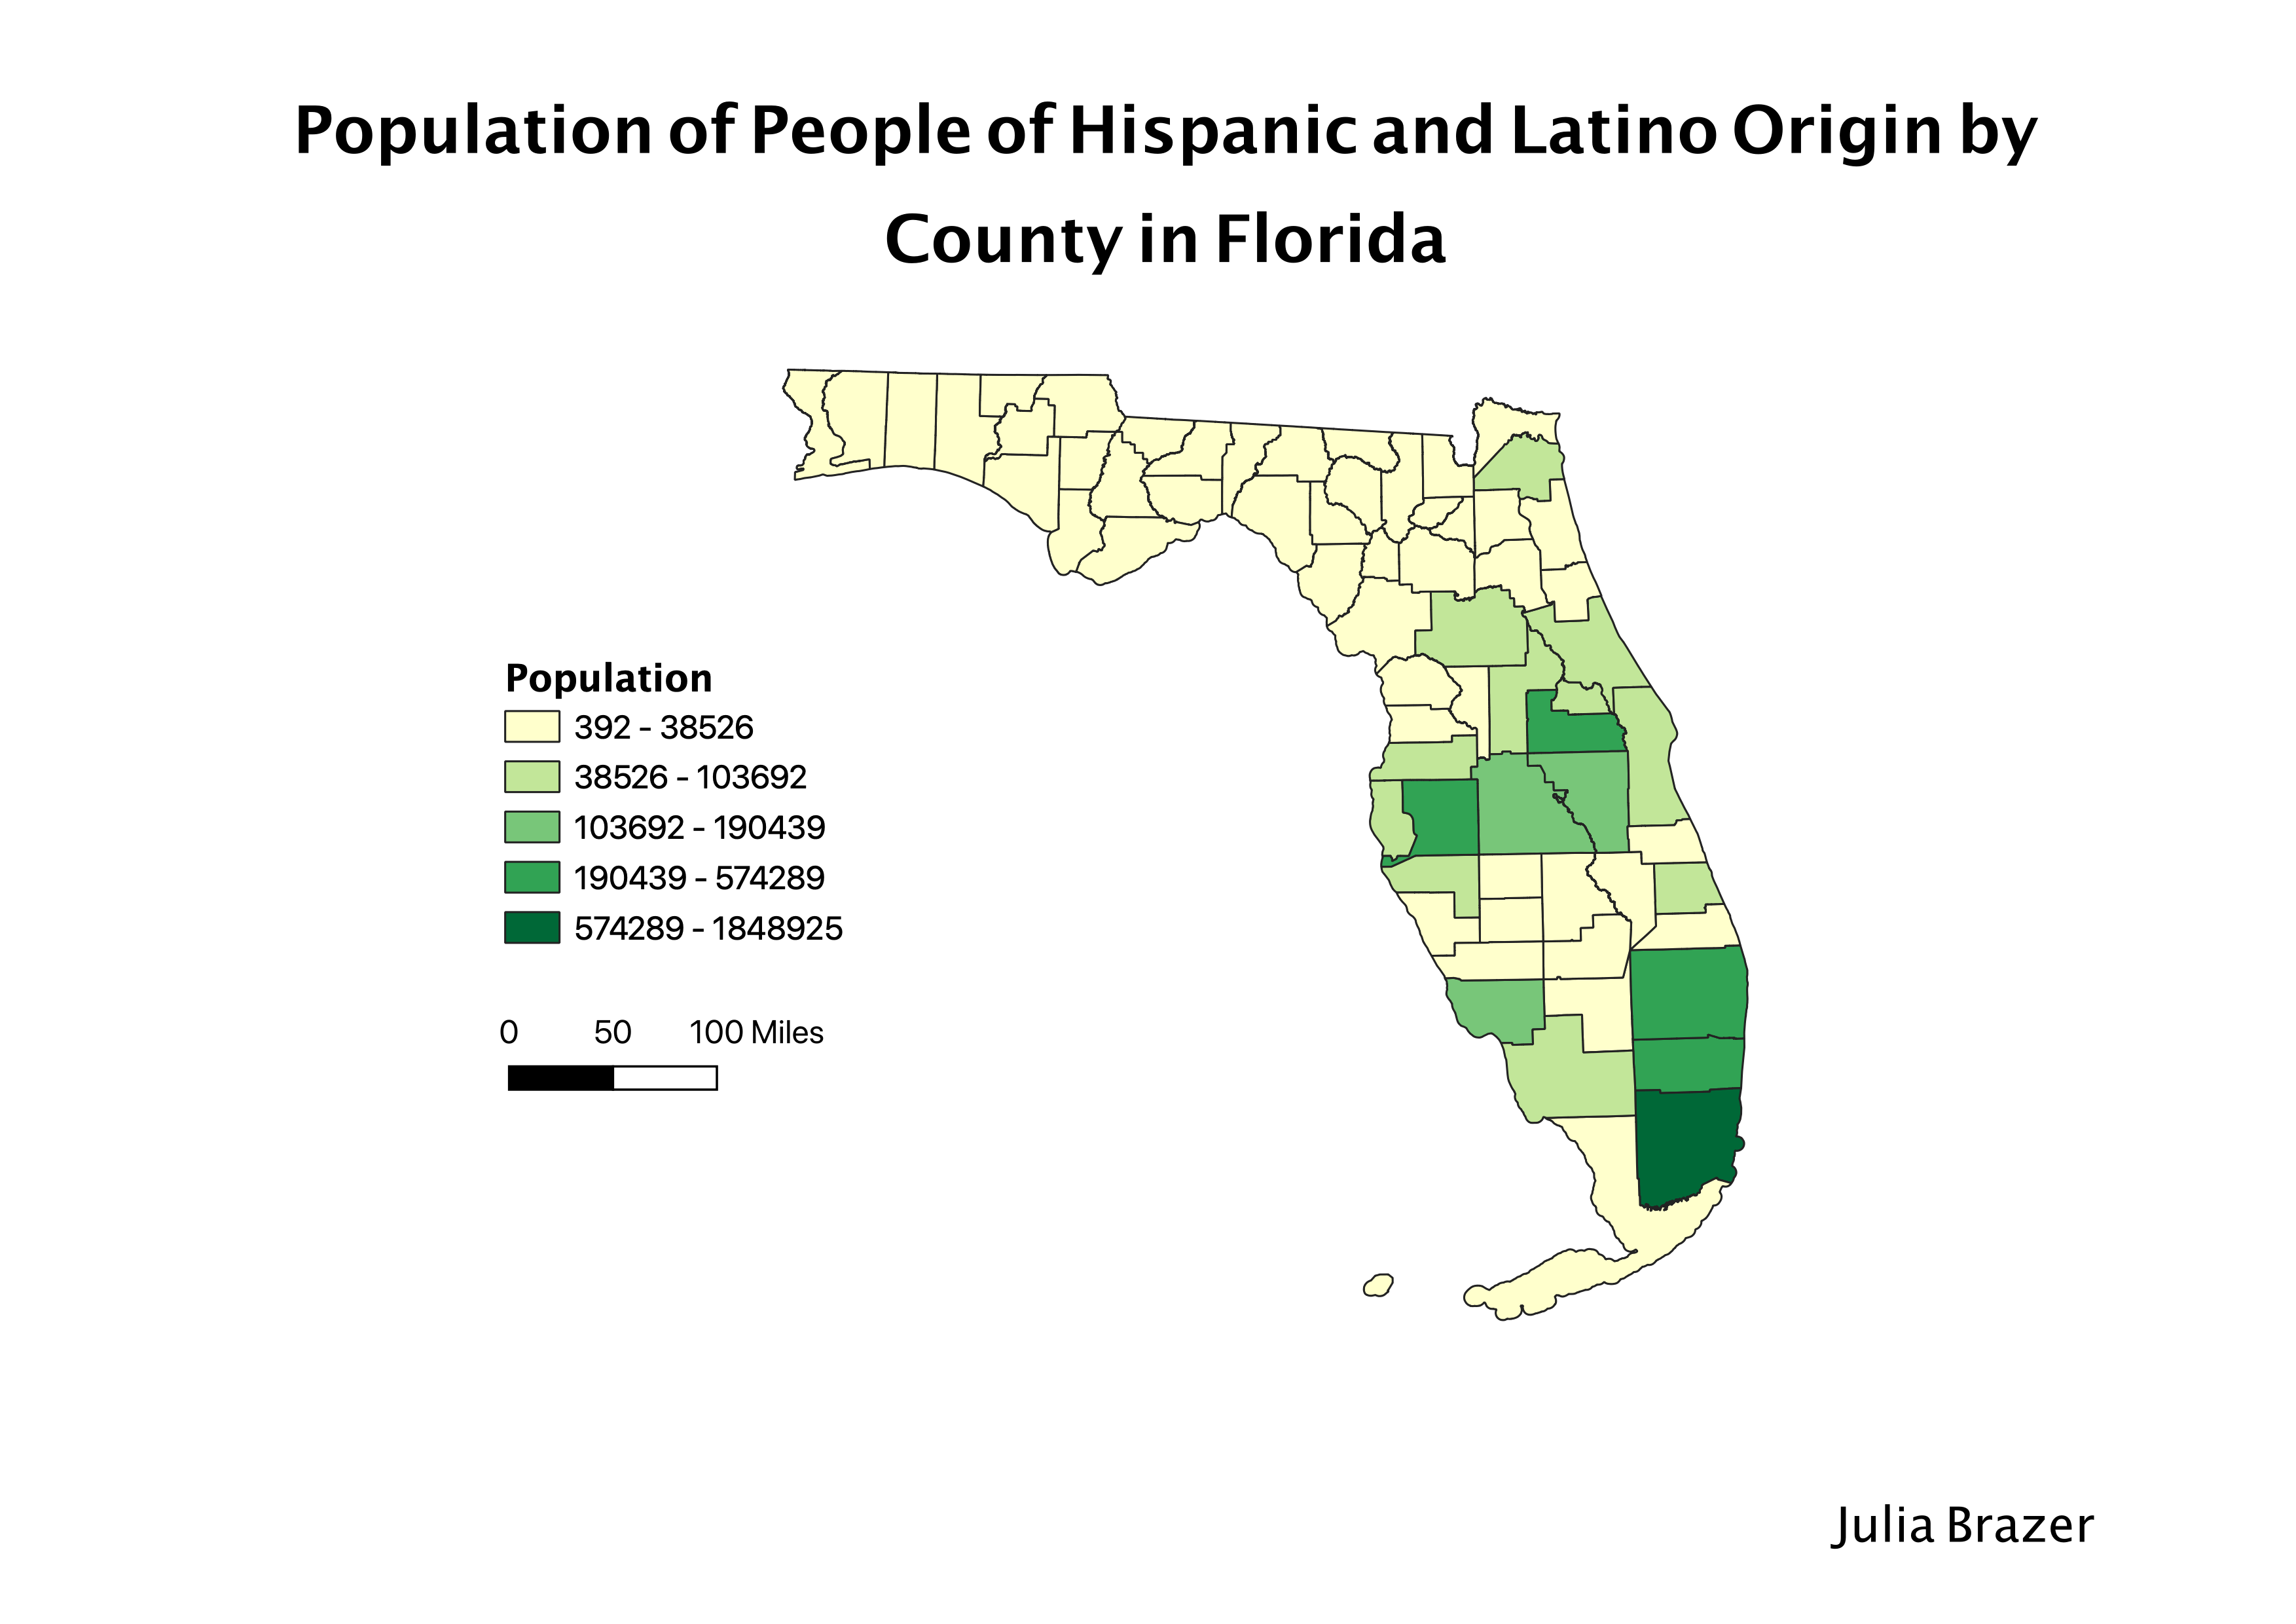 Population of People of Hispanic and Latino Origin by
County in Florida
Population
392 - 38526
38526 - 103692
103692 - 190439
190439 - 574289
574289 - 1848925
0 50 100 Miles
Julia Brazer